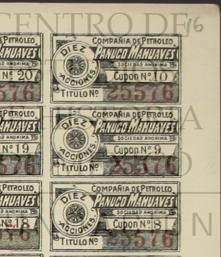 CENTRO DE
16
DIEZ ACCIONES
COMPAÑIA DE PETROLEO
PANUCO MAHUAVES
SOCIEDAD ANONIMA
Nº 20
Cupon Nº 10
TITULO Nº 25576
DIEZ ACCIONES
COMPAÑIA DE PETROLEO
PANUCO MAHUAVES
SOCIEDAD ANONIMA
Nº 19
Cupon Nº 9
TITULO Nº 25576
DIEZ ACCIONES
COMPAÑIA DE PETROLEO
PANUCO MAHUAVES
SOCIEDAD ANONIMA
Nº 18
Cupon Nº 8
TITULO Nº 25576